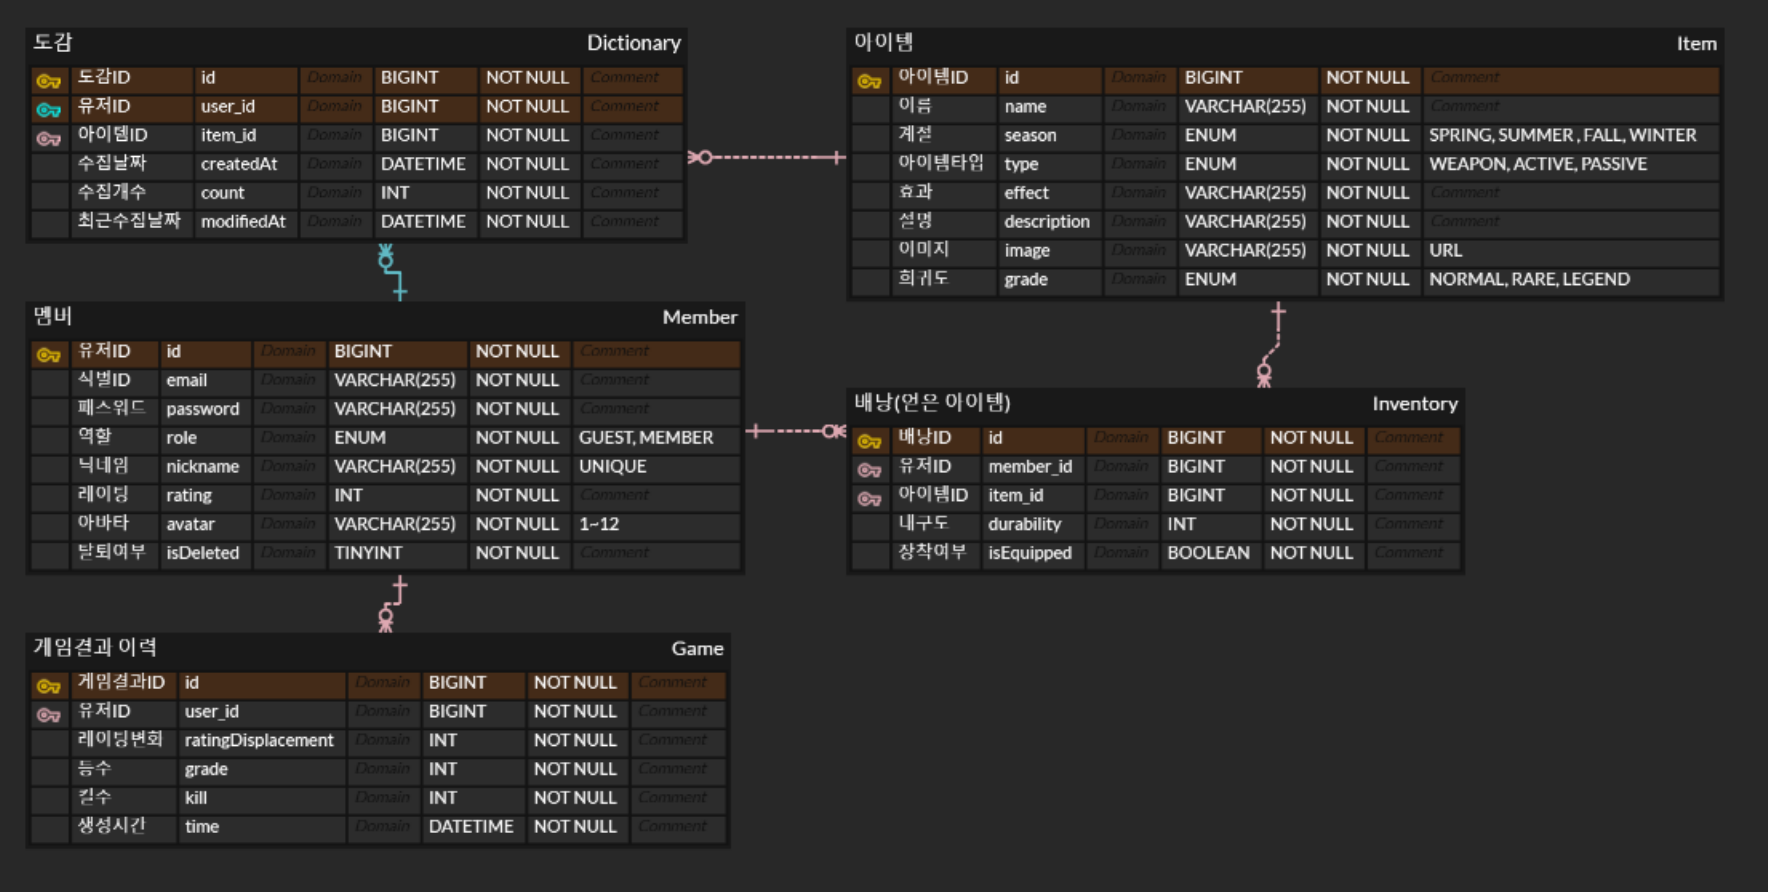 도감 Dictionary
도감ID id Domain BIGINT NOT NULL Comment
유저ID user_id Domain BIGINT NOT NULL Comment
아이템ID item_id Domain BIGINT NOT NULL Comment
수집날짜 createdAt Domain DATETIME NOT NULL Comment
수집개수 count Domain INT NOT NULL Comment
최근수집날짜 modifiedAt Domain DATETIME NOT NULL Comment
아이템 Item
아이템ID id Domain BIGINT NOT NULL Comment
이름 name Domain VARCHAR(255) NOT NULL Comment
계절 season Domain ENUM NOT NULL SPRING, SUMMER , FALL, WINTER
아이템타입 type Domain ENUM NOT NULL WEAPON, ACTIVE, PASSIVE
효과 effect Domain VARCHAR(255) NOT NULL Comment
설명 description Domain VARCHAR(255) NOT NULL Comment
이미지 image Domain VARCHAR(255) NOT NULL URL
희귀도 grade Domain ENUM NOT NULL NORMAL, RARE, LEGEND
멤버 Member
유저ID id Domain BIGINT NOT NULL Comment
식별ID email Domain VARCHAR(255) NOT NULL Comment
패스워드 password Domain VARCHAR(255) NOT NULL Comment
역할 role Domain ENUM NOT NULL GUEST, MEMBER
닉네임 nickname Domain VARCHAR(255) NOT NULL UNIQUE
레이팅 rating Domain INT NOT NULL Comment
아바타 avatar Domain VARCHAR(255) NOT NULL 1~12
탈퇴여부 isDeleted Domain TINYINT NOT NULL Comment
배낭(얻은 아이템) Inventory
배낭ID id Domain BIGINT NOT NULL Comment
유저ID member_id Domain BIGINT NOT NULL Comment
아이템ID item_id Domain BIGINT NOT NULL Comment
내구도 durability Domain INT NOT NULL Comment
장착여부 isEquipped Domain BOOLEAN NOT NULL Comment
게임결과 이력 Game
게임결과ID id Domain BIGINT NOT NULL Comment
유저ID user_id Domain BIGINT NOT NULL Comment
레이팅변화 ratingDisplacement Domain INT NOT NULL Comment
등수 grade Domain INT NOT NULL Comment
킬수 kill Domain INT NOT NULL Comment
생성시간 time Domain DATETIME NOT NULL Comment